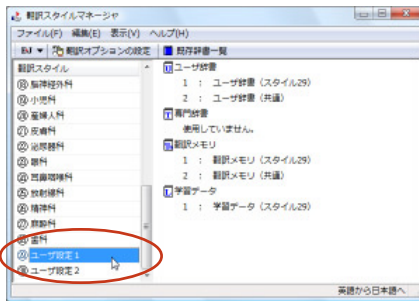 翻訳スタイルマネージャ
ファイル(F) 編集(E) 表示(V) ヘルプ(H)
EJ 翻訳オプションの設定 既存辞書一覧
翻訳スタイル
⑱ 脳神経外科
⑲ 小児科
⑳ 産婦人科
㉑ 皮膚科
㉒ 泌尿器科
㉓ 眼科
㉔ 耳鼻咽喉科
㉕ 放射線科
㉖ 精神科
㉗ 麻酔科
㉘ 歯科
㉙ ユーザ設定1
㉚ ユーザ設定2
ユーザ辞書
1 : ユーザ辞書 (スタイル29)
2 : ユーザ辞書 (共通)
専門辞書
使用していません。
翻訳メモリ
1 : 翻訳メモリ (スタイル29)
2 : 翻訳メモリ (共通)
学習データ
1 : 学習データ (スタイル29)
英語から日本語へ